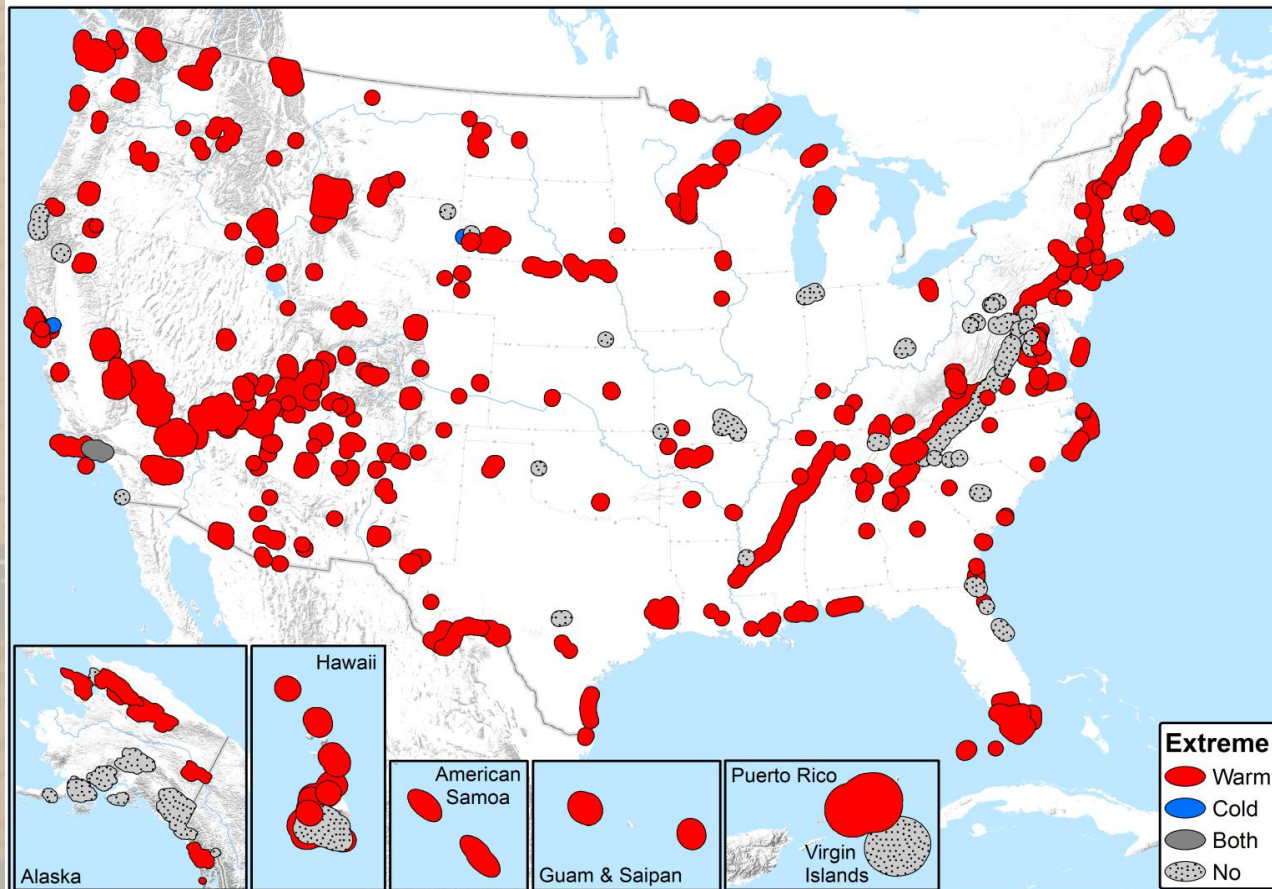 Hawaii
Alaska
American
Samoa
Guam & Saipan
Puerto Rico
Virgin
Islands
Extreme
Warm
Cold
Both
No